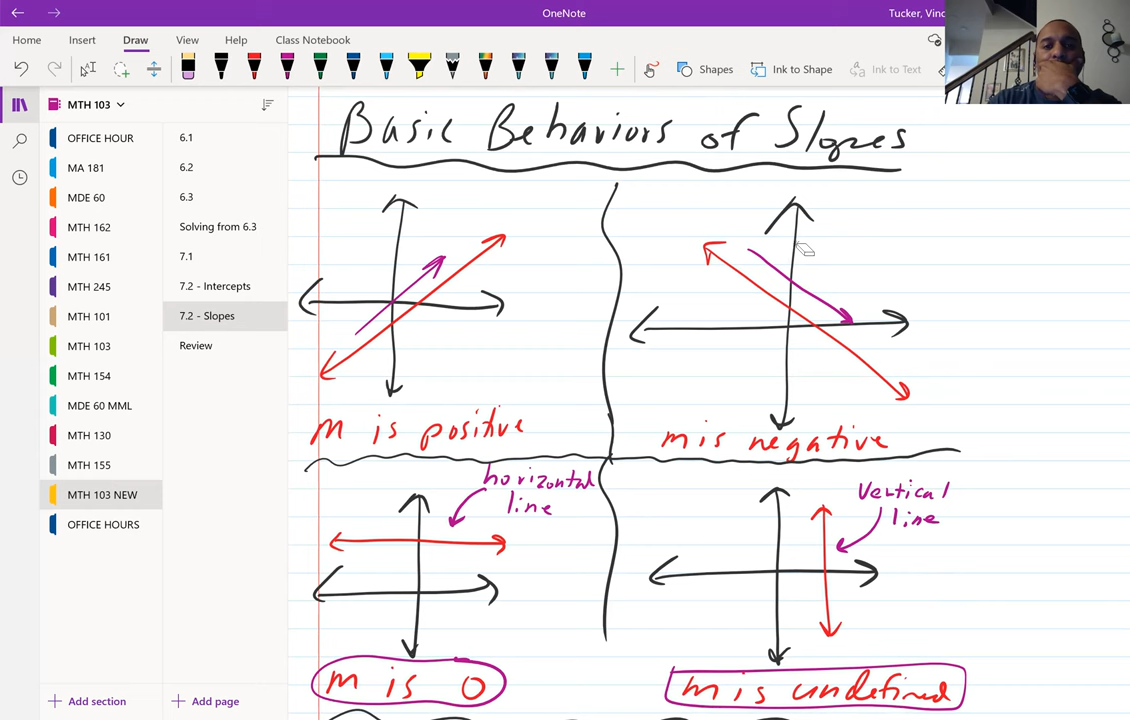 OneNote
Tucker, Vinc
Home
Insert
Draw
View
Help
Class Notebook
Shapes
Ink to Shape
Ink to Text
MTH 103
OFFICE HOUR
MA 181
MDE 60
MTH 162
MTH 161
MTH 245
MTH 101
MTH 103
MTH 154
MDE 60 MML
MTH 130
MTH 155
MTH 103 NEW
OFFICE HOURS
Add section
6.1
6.2
6.3
Solving from 6.3
7.1
7.2 - Intercepts
7.2 - Slopes
Review
Add page
Basic Behaviors of Slopes
m is positive
m is negative
horizontal
line
m is 0
Vertical
line
m is undefined